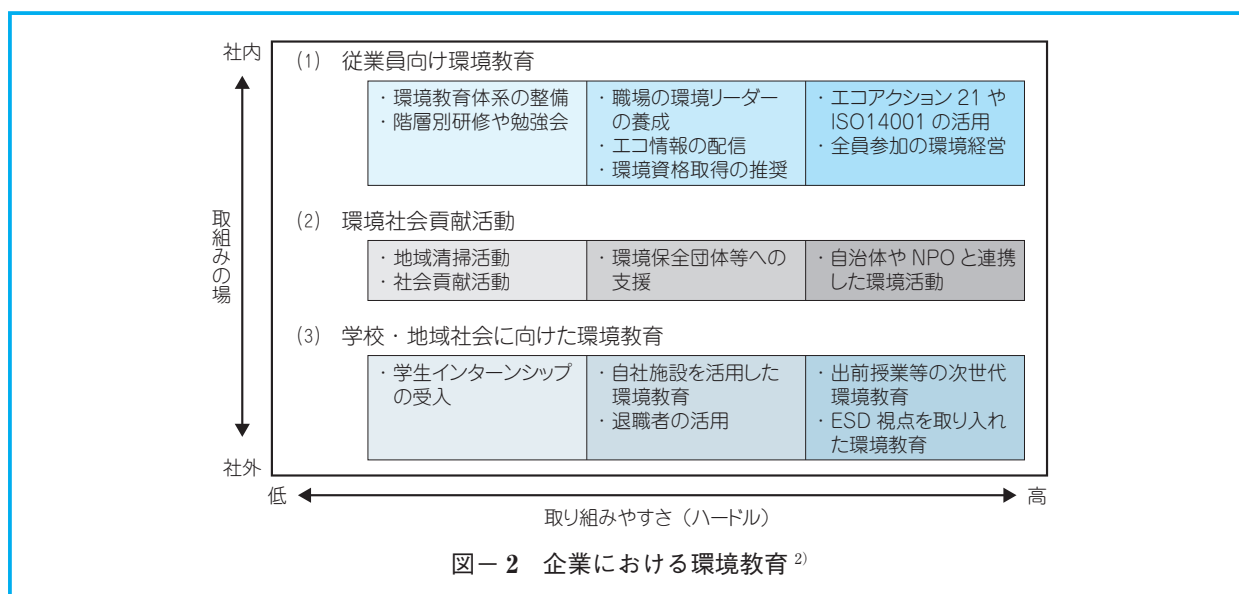 社内
(1) 従業員向け環境教育
・環境教育体系の整備
・階層別研修や勉強会
・職場の環境リーダー
の養成
・エコ情報の配信
・環境資格取得の推奨
・エコアクション 21 や
ISO14001 の活用
・全員参加の環境経営
取組みの場
(2) 環境社会貢献活動
・地域清掃活動
・社会貢献活動
・環境保全団体等への
支援
・自治体や NPO と連携
した環境活動
(3) 学校・地域社会に向けた環境教育
・学生インターンシップ
の受入
・自社施設を活用した
環境教育
・退職者の活用
・出前授業等の次世代
環境教育
・ESD 視点を取り入れ
た環境教育
社外
低
高
取り組みやすさ（ハードル）
図－2 企業における環境教育 2)